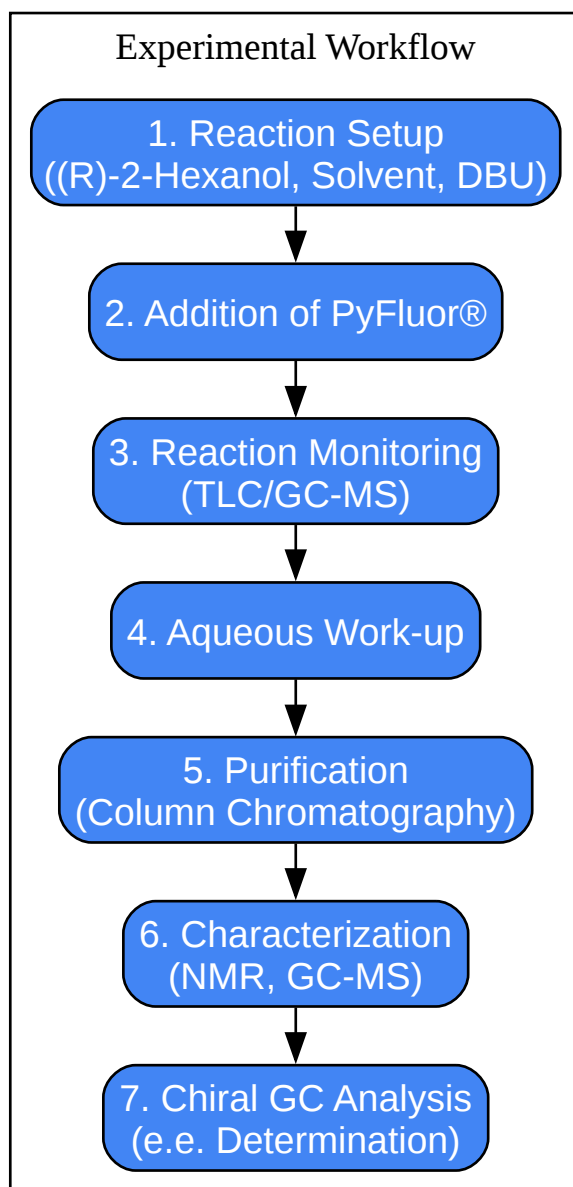 Experimental Workflow
1. Reaction Setup
((R)-2-Hexanol, Solvent, DBU)
2. Addition of PyFluor®
3. Reaction Monitoring
(TLC/GC-MS)
4. Aqueous Work-up
5. Purification
(Column Chromatography)
6. Characterization
(NMR, GC-MS)
7. Chiral GC Analysis
(e.e. Determination)